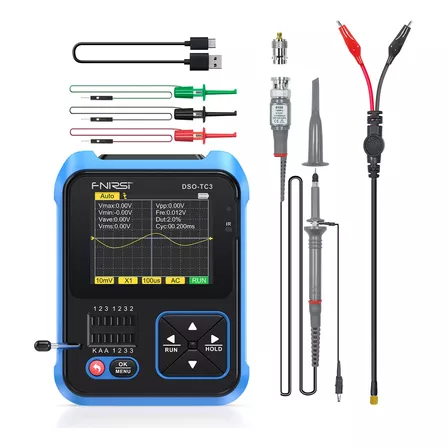 FNIRSI
DSO-TC3
Auto
Vmax:0.00V Vpp:0.00V
Vmin:-0.00V Fre:0.012V
Vave:0.00V Dut:2.0%
Vrms:0.00V Cyc:00.200ms
IR
10mV X1 100us AC RUN
1 2 3 1 2 3 2
K A A 1 2 3 3
RUN
HOLD
OK
MENU